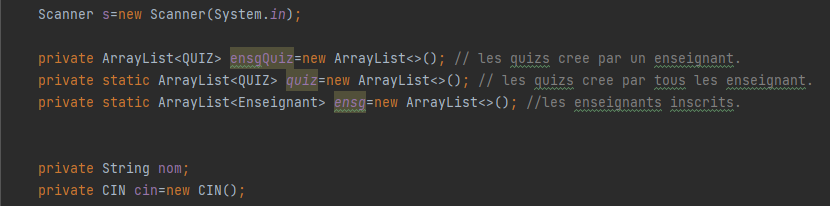 Scanner s=new Scanner(System.in);
private ArrayList<QUIZ> ensgQuiz=new ArrayList<>(); // les quizs cree par un enseignant.
private static ArrayList<QUIZ> quiz=new ArrayList<>(); // les quizs cree par tous les enseignant.
private static ArrayList<Enseignant> ensg=new ArrayList<>(); //les enseignants inscrits.
private String nom;
private CIN cin=new CIN();